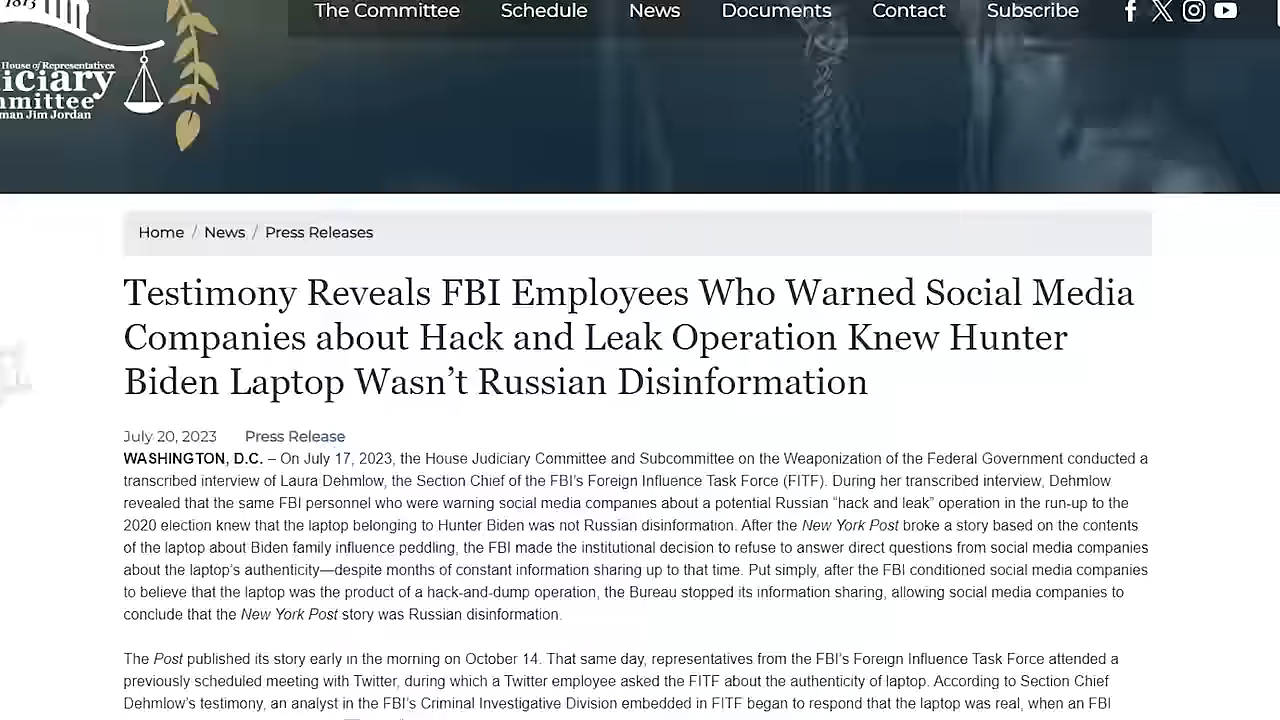 The Committee Schedule News Documents Contact Subscribe
1813
House of Representatives
iciary
mmittee
man Jim Jordan
Home / News / Press Releases
Testimony Reveals FBI Employees Who Warned Social Media
Companies about Hack and Leak Operation Knew Hunter
Biden Laptop Wasn’t Russian Disinformation
July 20, 2023 Press Release
WASHINGTON, D.C. – On July 17, 2023, the House Judiciary Committee and Subcommittee on the Weaponization of the Federal Government conducted a
transcribed interview of Laura Dehmlow, the Section Chief of the FBI’s Foreign Influence Task Force (FITF). During her transcribed interview, Dehmlow
revealed that the same FBI personnel who were warning social media companies about a potential Russian “hack and leak” operation in the run-up to the
2020 election knew that the laptop belonging to Hunter Biden was not Russian disinformation. After the New York Post broke a story based on the contents
of the laptop about Biden family influence peddling, the FBI made the institutional decision to refuse to answer direct questions from social media companies
about the laptop’s authenticity—despite months of constant information sharing up to that time. Put simply, after the FBI conditioned social media companies
to believe that the laptop was the product of a hack-and-dump operation, the Bureau stopped its information sharing, allowing social media companies to
conclude that the New York Post story was Russian disinformation.
The Post published its story early in the morning on October 14. That same day, representatives from the FBI’s Foreign Influence Task Force attended a
previously scheduled meeting with Twitter, during which a Twitter employee asked the FITF about the authenticity of laptop. According to Section Chief
Dehmlow’s testimony, an analyst in the FBI’s Criminal Investigative Division embedded in FITF began to respond that the laptop was real, when an FBI